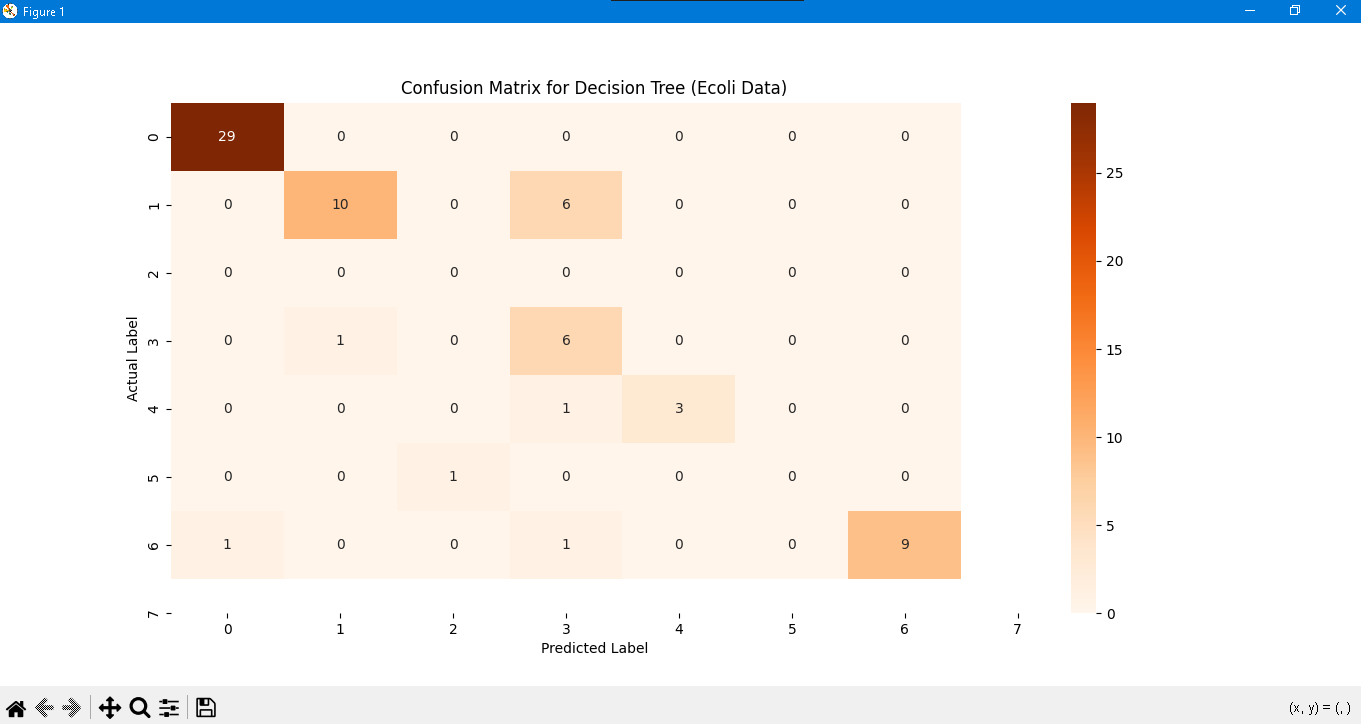 Figure 1
Confusion Matrix for Decision Tree (Ecoli Data)
0 29 0 0 0 0 0 0
1 0 10 0 6 0 0 0
2 0 0 0 0 0 0 0
3 0 1 0 6 0 0 0
4 0 0 0 1 3 0 0
5 0 0 1 0 0 0 0
6 1 0 0 1 0 0 9
7
Actual Label
0 1 2 3 4 5 6 7
Predicted Label
25
20
15
10
5
0
(x, y) = (, )